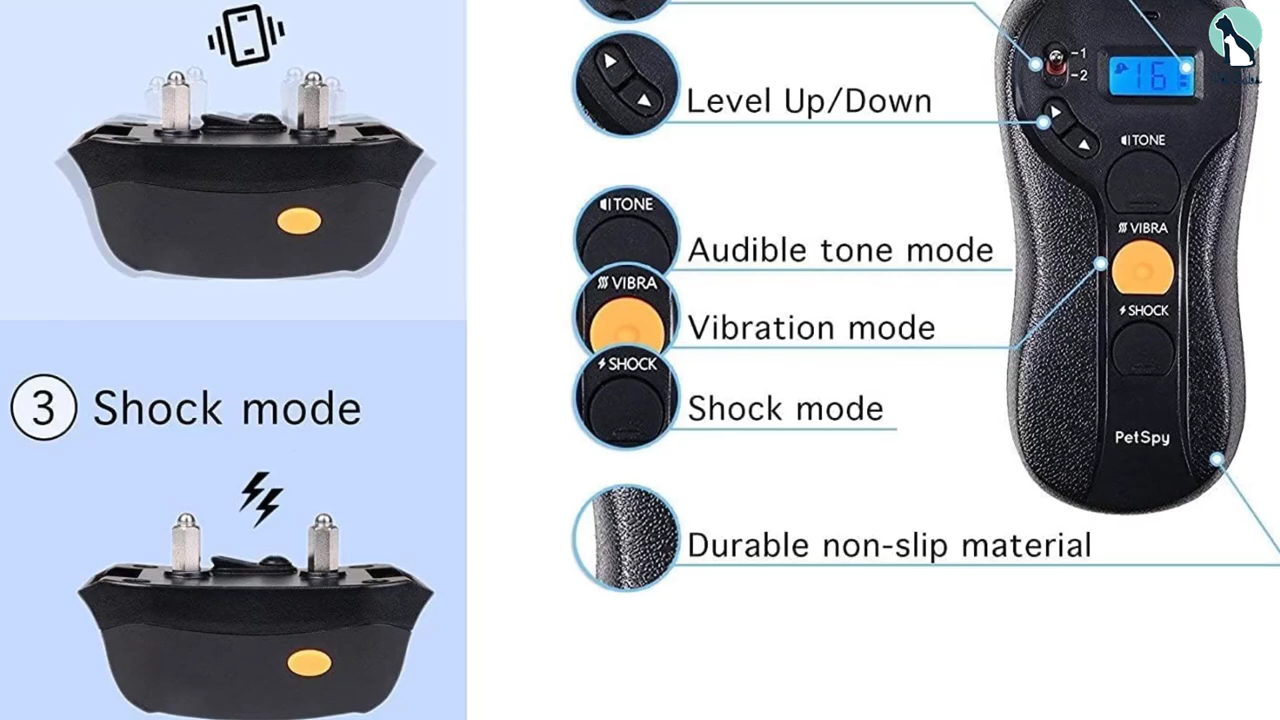 3 Shock mode
Level Up/Down
TONE
Audible tone mode
VIBRA
Vibration mode
SHOCK
Shock mode
Durable non-slip material
1
2
16
TONE
VIBRA
SHOCK
PetSpy